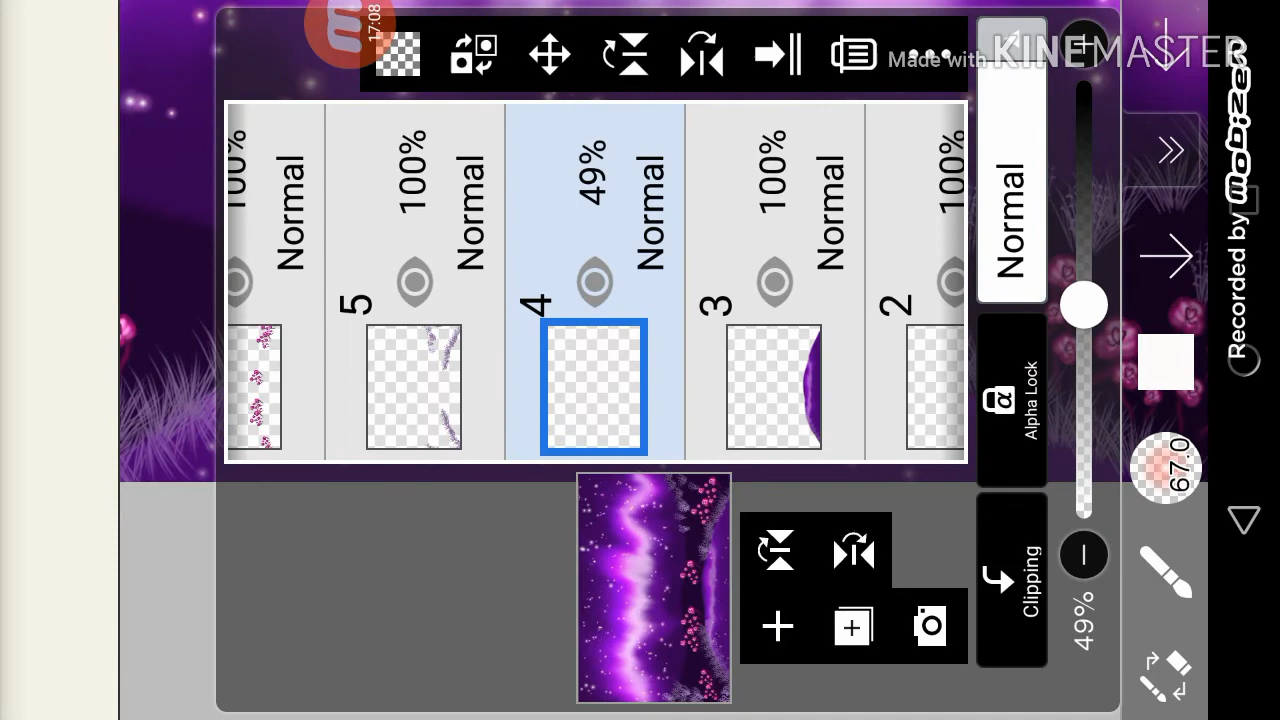 17:08
Made with KINEMASTER
Recorded by mobizen
100%
Normal
5
100%
Normal
4
49%
Normal
3
100%
Normal
2
100%
Normal
α
Alpha Lock
Clipping
49%
67.0